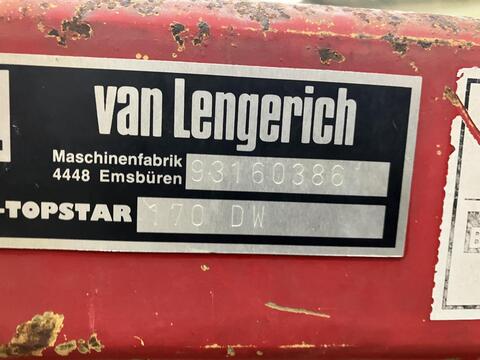 van Lengerich
Maschinenfabrik
4448 Emsbüren 93160386
-TOPSTAR 170 DW